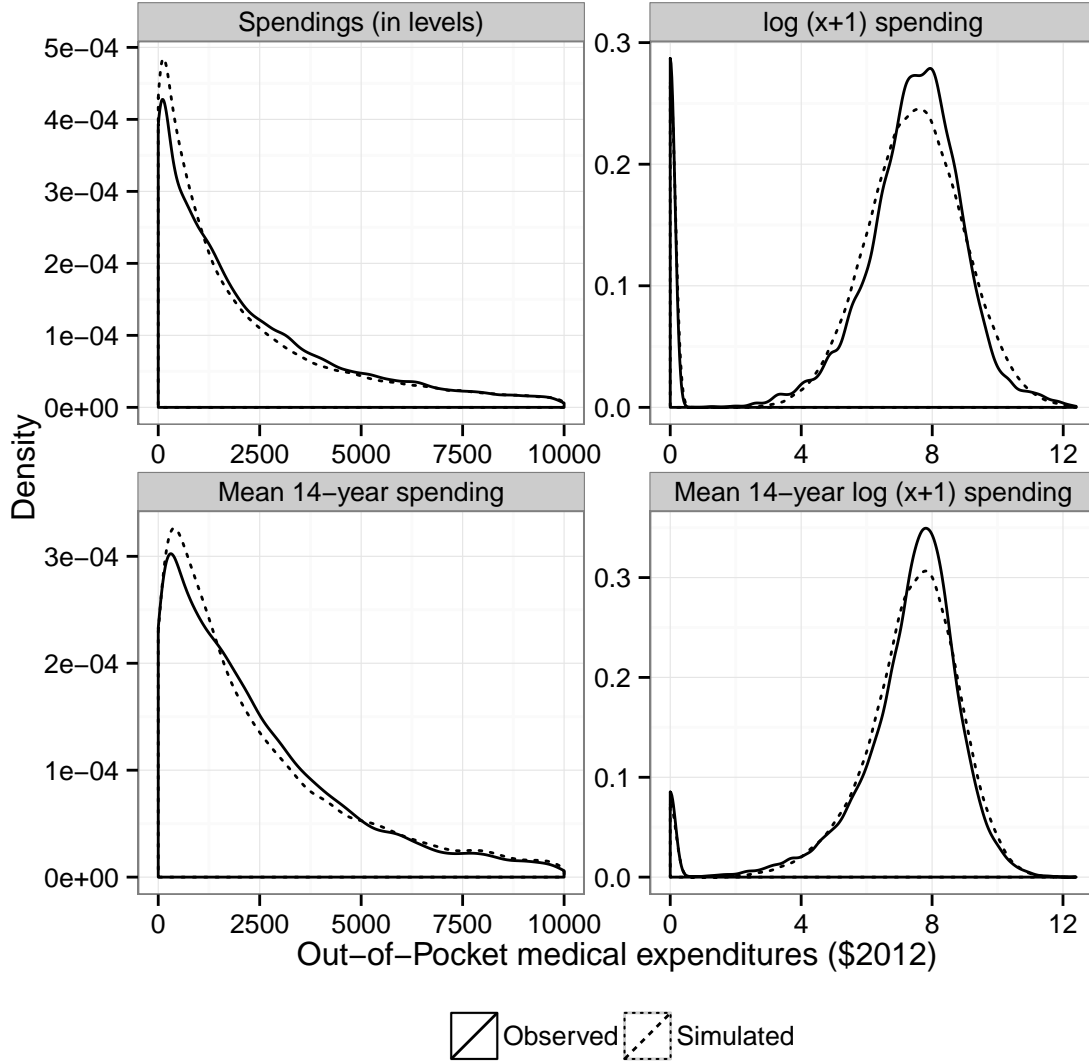 Spendings (in levels)
log (x+1) spending
5e−04
4e−04
3e−04
2e−04
1e−04
0e+00
0.3
0.2
0.1
0.0
0 2500 5000 7500 10000
0 4 8 12
Mean 14−year spending
Mean 14−year log (x+1) spending
3e−04
2e−04
1e−04
0e+00
0.3
0.2
0.1
0.0
0 2500 5000 7500 10000
0 4 8 12
Density
Out−of−Pocket medical expenditures ($2012)
Observed Simulated